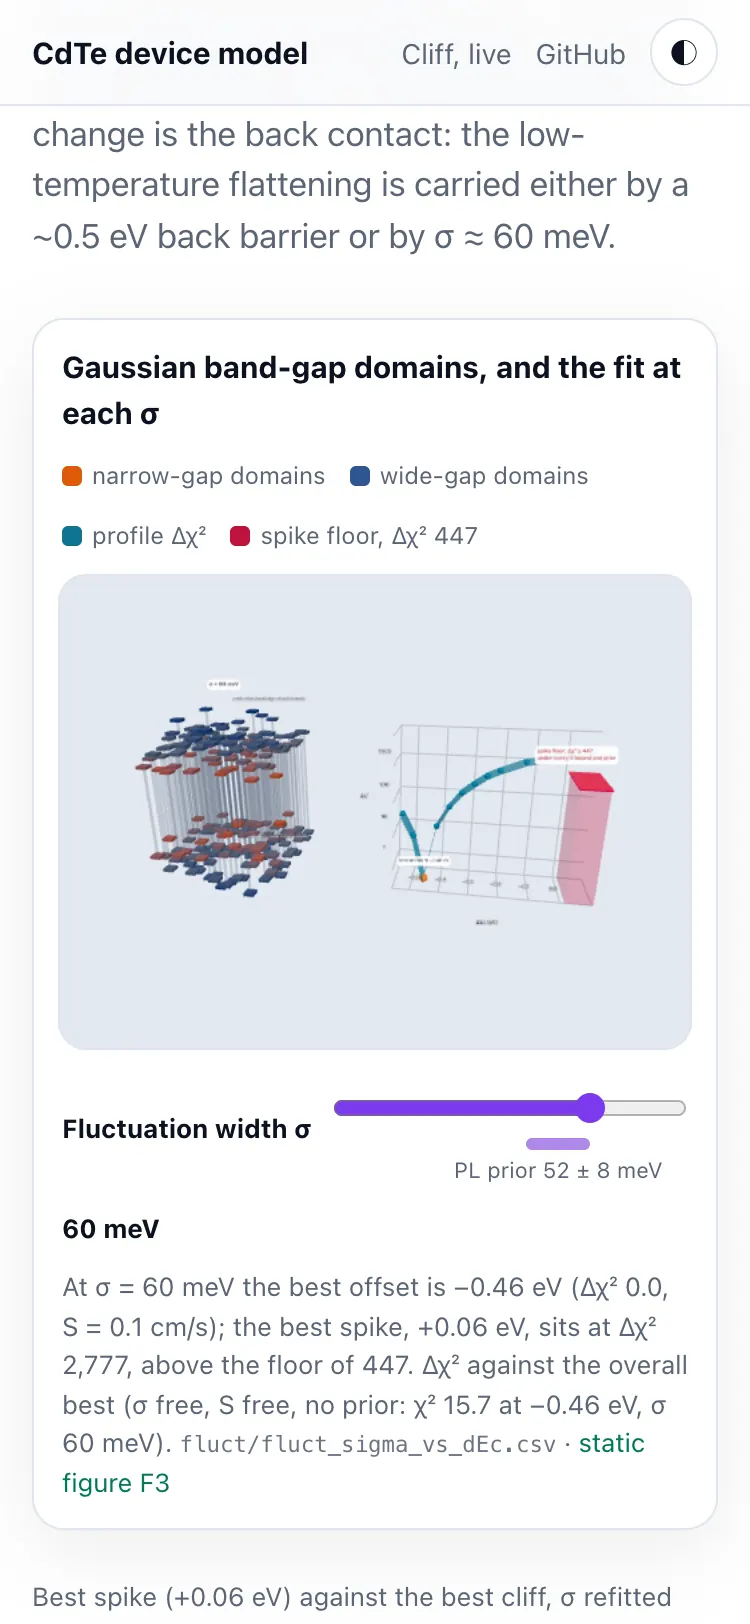 CdTe device model
Cliff, live
GitHub
change is the back contact: the low-
temperature flattening is carried either by a
~0.5 eV back barrier or by σ ≈ 60 meV.
Gaussian band-gap domains, and the fit at
each σ
narrow-gap domains
wide-gap domains
profile Δχ²
spike floor, Δχ² 447
σ = 60 meV
Fluctuation width σ
PL prior 52 ± 8 meV
60 meV
At σ = 60 meV the best offset is −0.46 eV (Δχ² 0.0,
S = 0.1 cm/s); the best spike, +0.06 eV, sits at Δχ²
2,777, above the floor of 447. Δχ² against the overall
best (σ free, S free, no prior: χ² 15.7 at −0.46 eV, σ
60 meV). fluct/fluct_sigma_vs_dEc.csv · static
figure F3
Best spike (+0.06 eV) against the best cliff, σ refitted